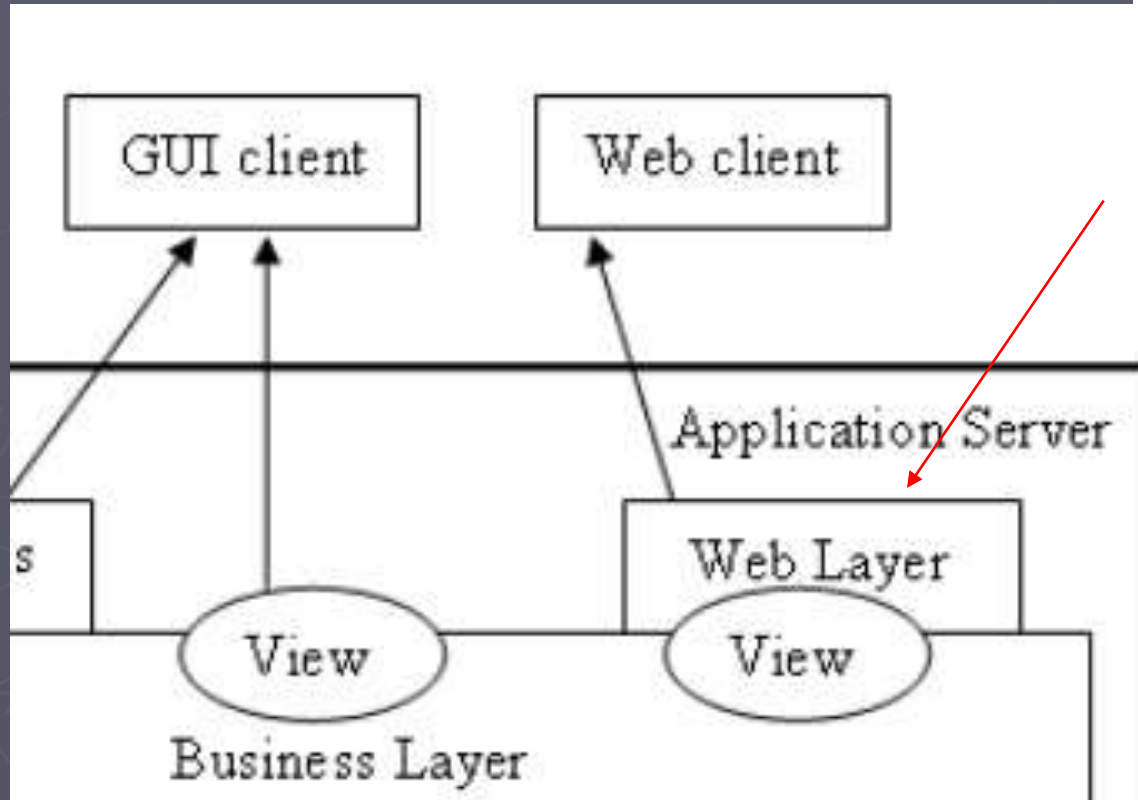 GUI client
Web client
Application Server
s
Web Layer
View
View
Business Layer